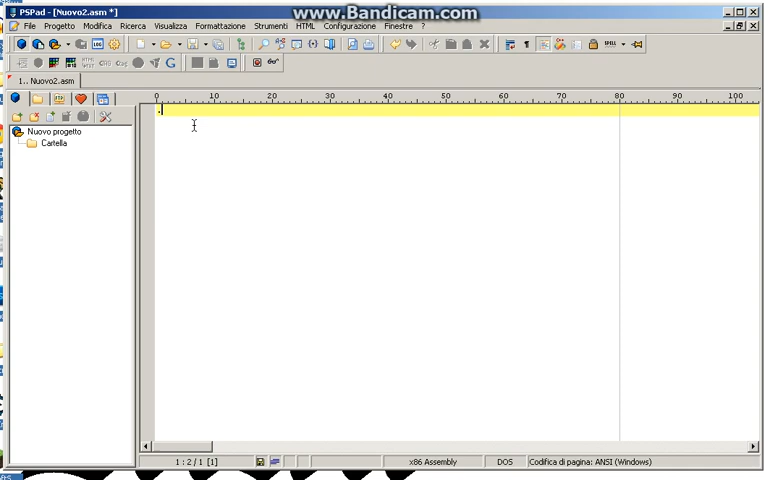 PSPad - [Nuovo2.asm *]
www.Bandicam.com
File Progetto Modifica Ricerca Visualizza Formattazione Strumenti HTML Configurazione Finestre ?
1.. Nuovo2.asm
0 10 20 30 40 50 60 70 80 90 100
.
Nuovo progetto
Cartella
1 : 2 / 1 [1] x86 Assembly DOS Codifica di pagina: ANSI (Windows)